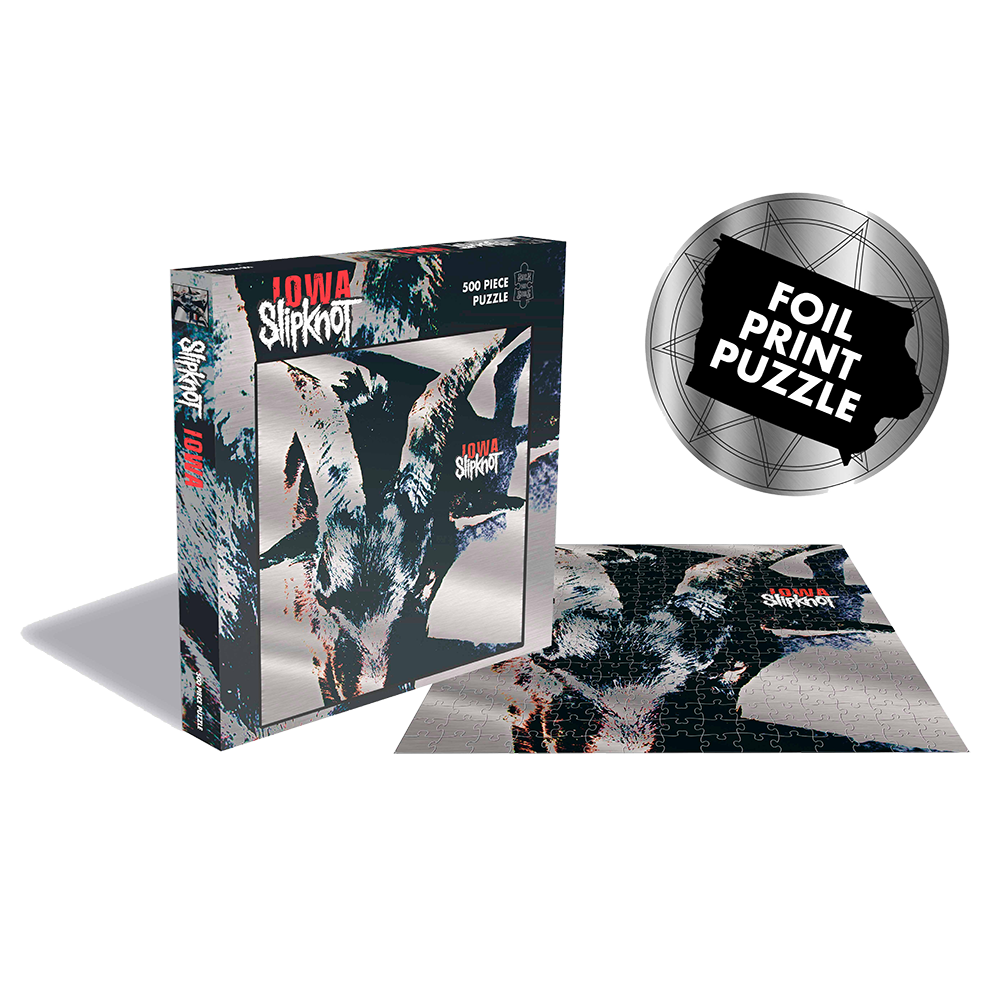 IOWA
Slipknot
500 PIECE
PUZZLE
IOWA
Slipknot
Slipknot IOWA
500 PIECE PUZZLE
FOIL
PRINT
PUZZLE
IOWA
Slipknot